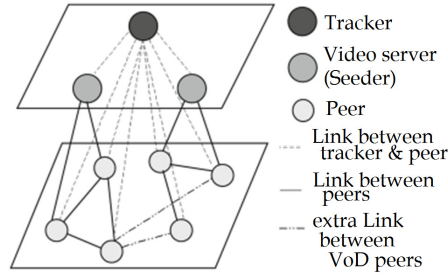 Tracker
Video server
(Seeder)
Peer
Link between
tracker & peer
Link between
peers
extra Link
between
VoD peers